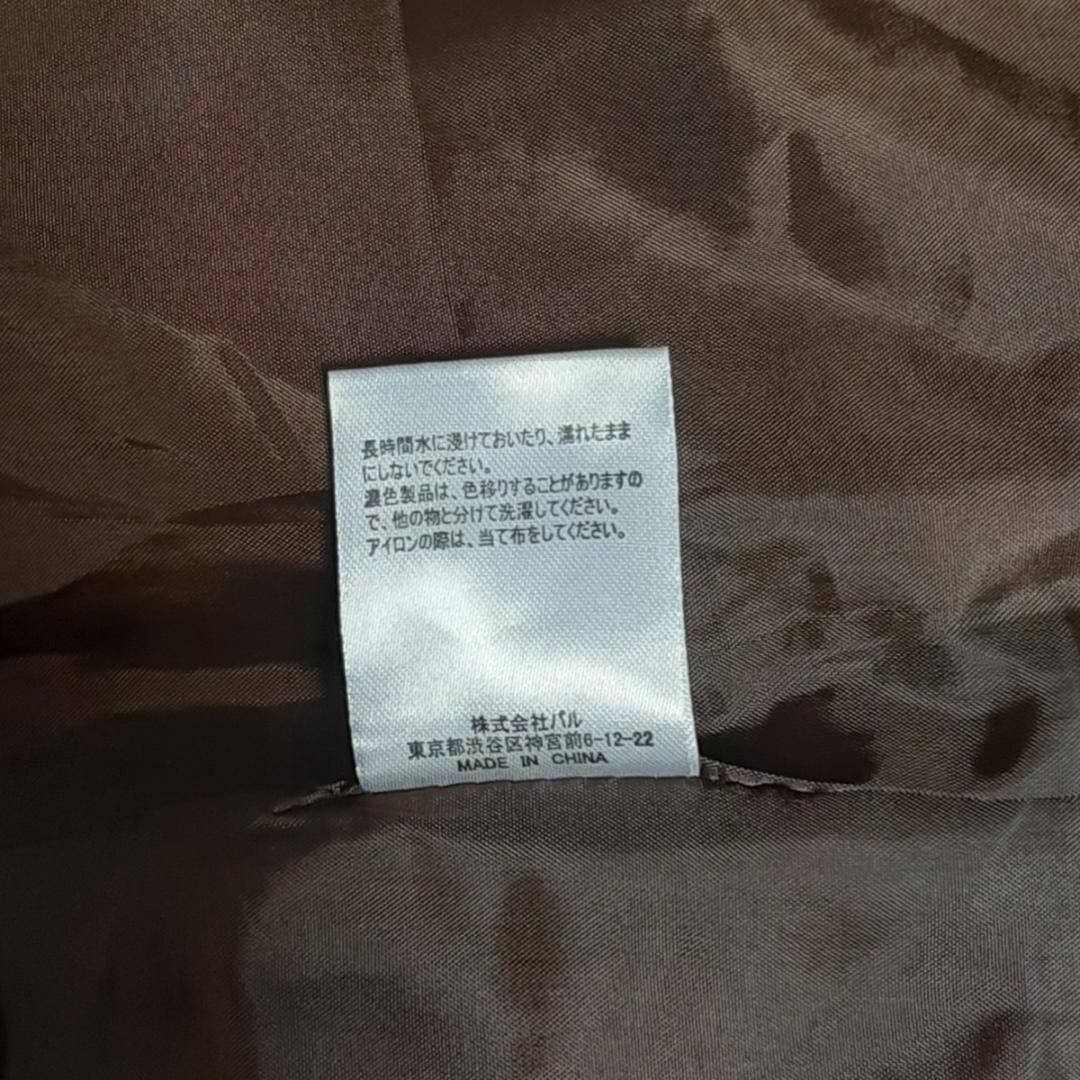 長時間水に浸けておいたり、濡れたまま
にしないでください。
濃色製品は、色移りすることがありますの
で、他の物と分けて洗濯してください。
アイロンの際は、当て布をしてください。
株式会社パル
東京都渋谷区神宮前6-12-22
MADE IN CHINA